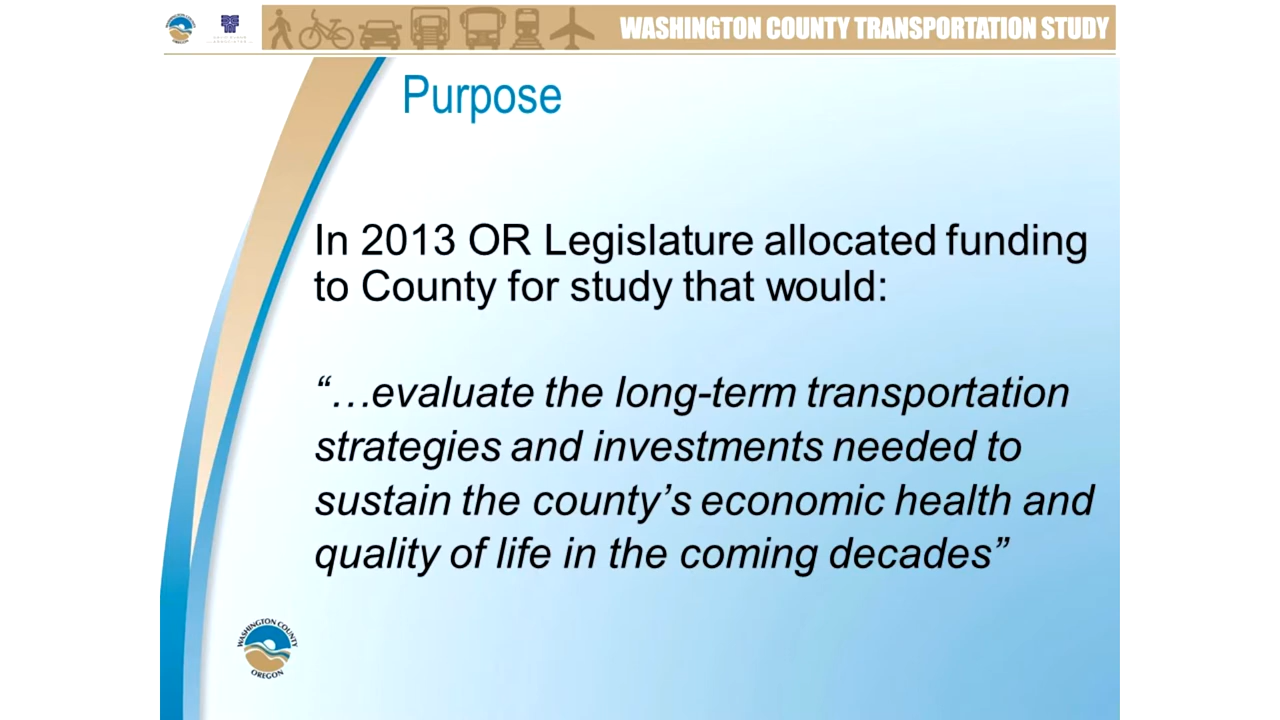 WASHINGTON COUNTY TRANSPORTATION STUDY
Purpose
In 2013 OR Legislature allocated funding
to County for study that would:
“…evaluate the long-term transportation
strategies and investments needed to
sustain the county’s economic health and
quality of life in the coming decades”
WASHINGTON COUNTY
OREGON